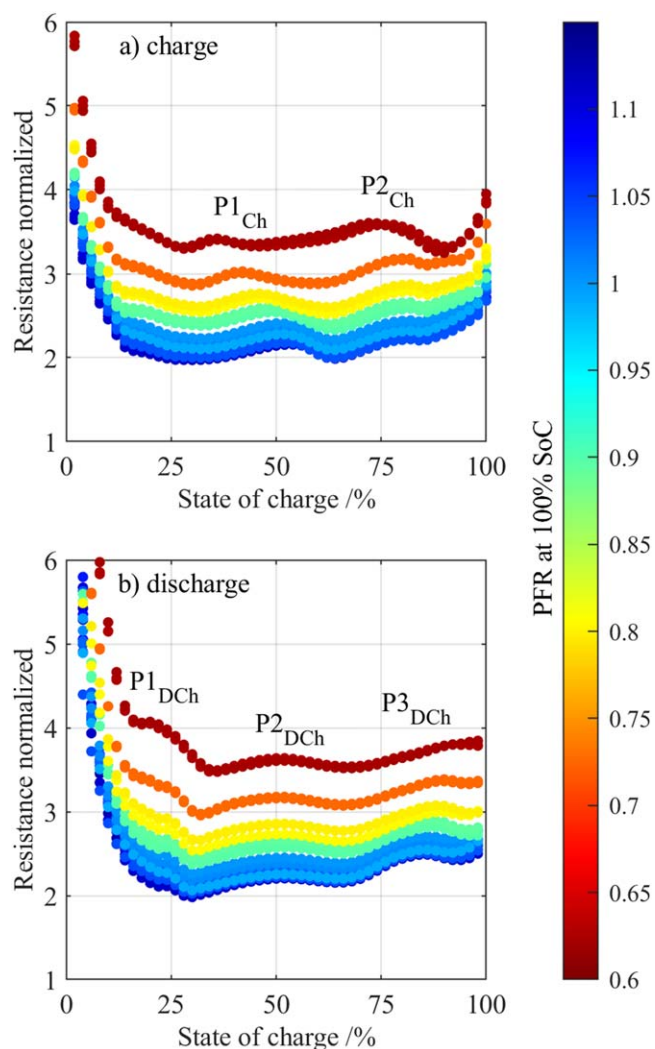 a) charge
6
5
4
3
2
1
Resistance normalized
P1Ch
P2Ch
0
25
50
75
100
State of charge /%
b) discharge
6
5
4
3
2
1
Resistance normalized
P1DCh
P2DCh
P3DCh
0
25
50
75
100
State of charge /%
PFR at 100% SoC
1.1
1.05
1
0.95
0.9
0.85
0.8
0.75
0.7
0.65
0.6